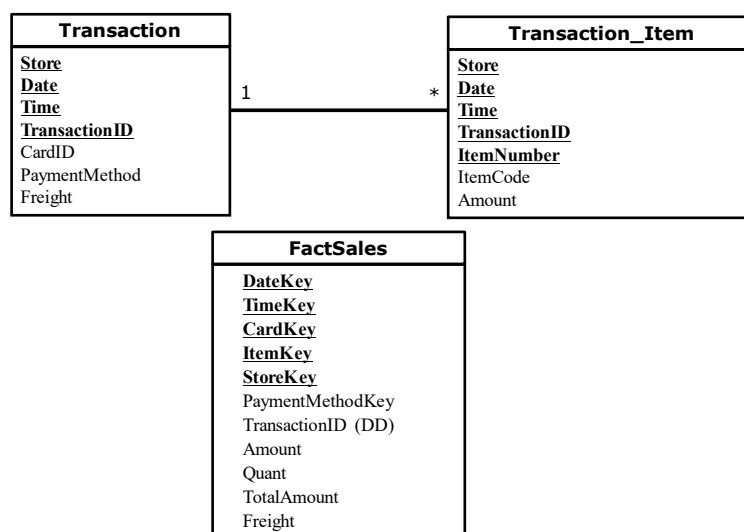 Transaction
Store
Date
Time
TransactionID
CardID
PaymentMethod
Freight
1
*
Transaction_Item
Store
Date
Time
TransactionID
ItemNumber
ItemCode
Amount
FactSales
DateKey
TimeKey
CardKey
ItemKey
StoreKey
PaymentMethodKey
TransactionID (DD)
Amount
Quant
TotalAmount
Freight